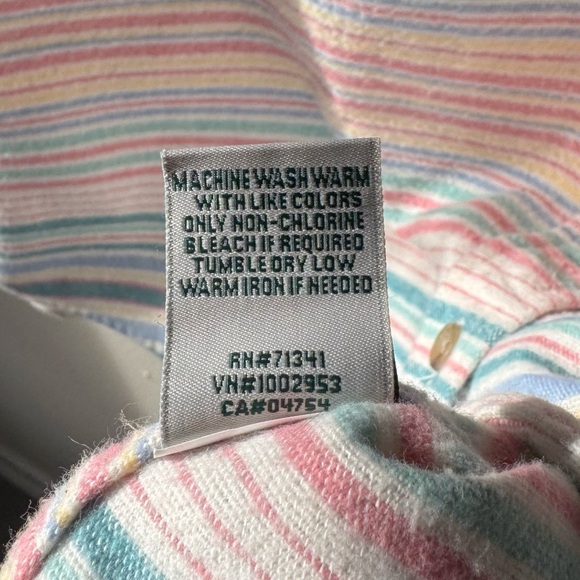 MACHINE WASH WARM
WITH LIKE COLORS
ONLY NON-CHLORINE
BLEACH IF REQUIRED
TUMBLE DRY LOW
WARM IRON IF NEEDED
RN#71341
VN#1002953
CA#04754